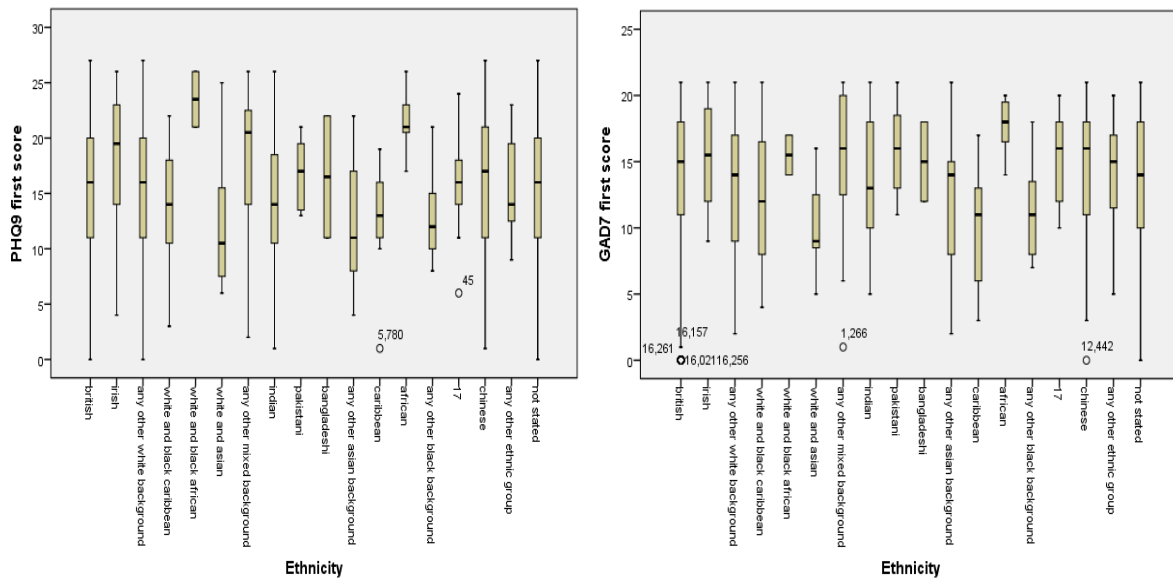 30
25
20
15
10
5
0
PHQ9 first score
45
5,780
british
irish
any other white background
white and black caribbean
white and black african
white and asian
any other mixed background
indian
pakistani
bangladeshi
any other asian background
caribbean
african
any other black background
17
chinese
any other ethnic group
not stated
Ethnicity
25
20
15
10
5
0
GAD7 first score
16,157
16,261
16,02116,256
1,266
12,442
british
irish
any other white background
white and black caribbean
white and black african
white and asian
any other mixed background
indian
pakistani
bangladeshi
any other asian background
caribbean
african
any other black background
17
chinese
any other ethnic group
not stated
Ethnicity